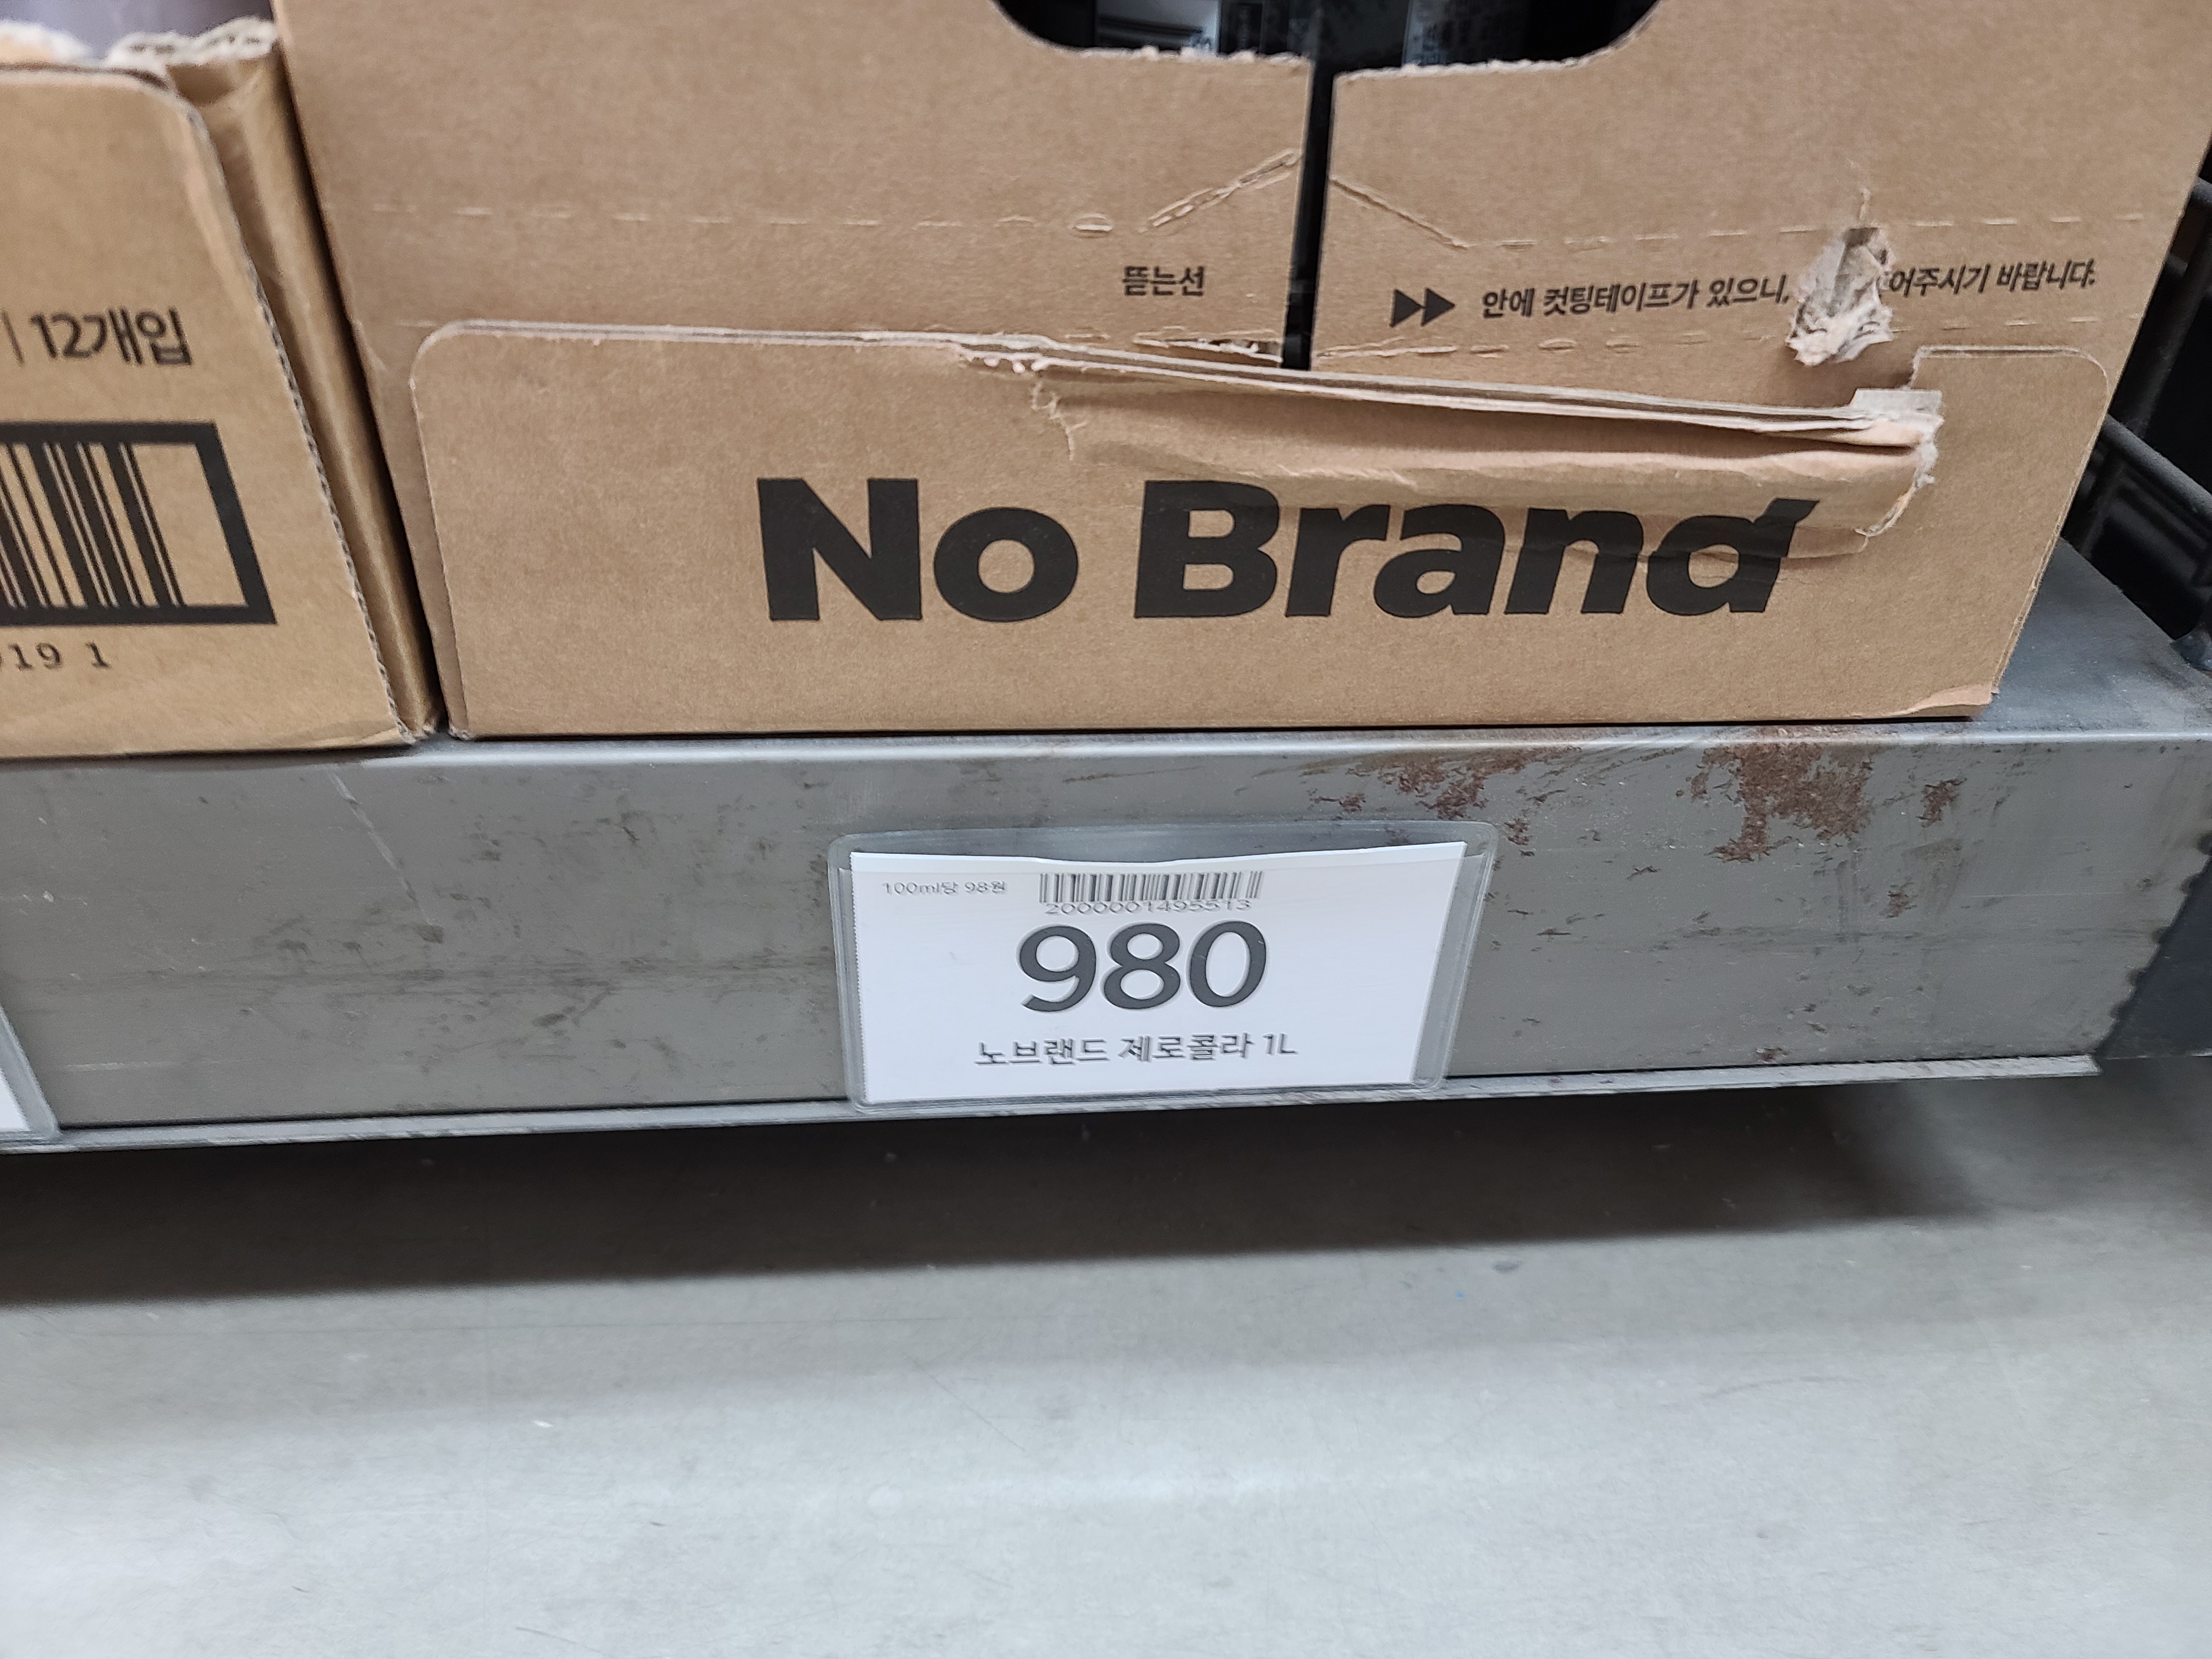 뜯는선
안에 컷팅테이프가 있으니, 어주시기 바랍니다.
12개입
No Brand
19 1
100ml당 98원
2000001495513
980
노브랜드 제로콜라 1L